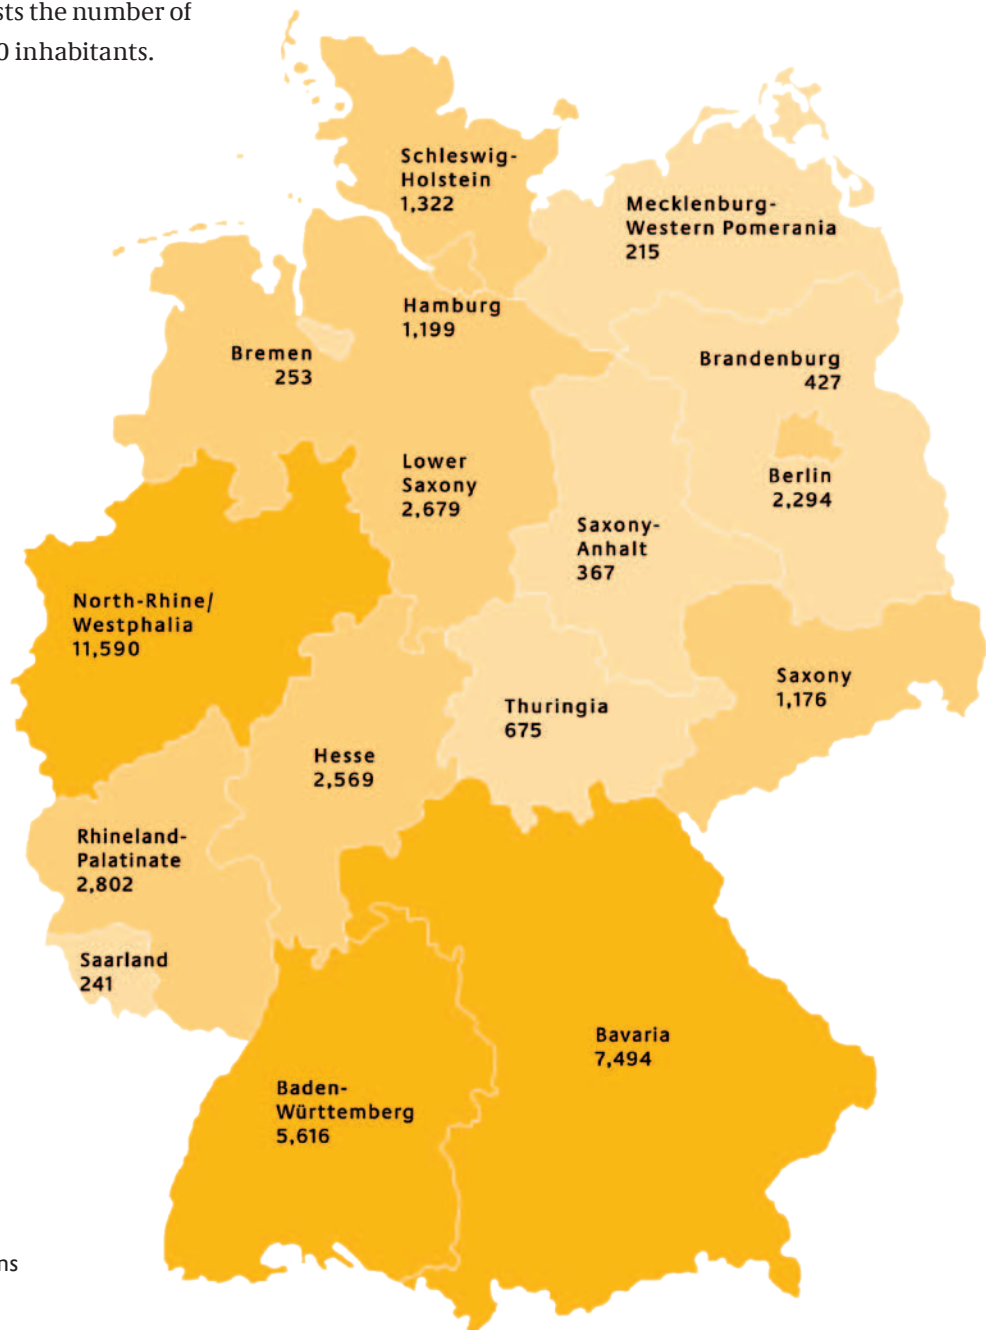 sts the number of
0 inhabitants.
Schleswig-
Holstein
1,322
Mecklenburg-
Western Pomerania
215
Hamburg
1,199
Bremen
253
Brandenburg
427
Lower
Saxony
2,679
Berlin
2,294
Saxony-
Anhalt
367
North-Rhine/
Westphalia
11,590
Saxony
1,176
Thuringia
675
Hesse
2,569
Rhineland-
Palatinate
2,802
Saarland
241
Bavaria
7,494
Baden-
Württemberg
5,616
ns